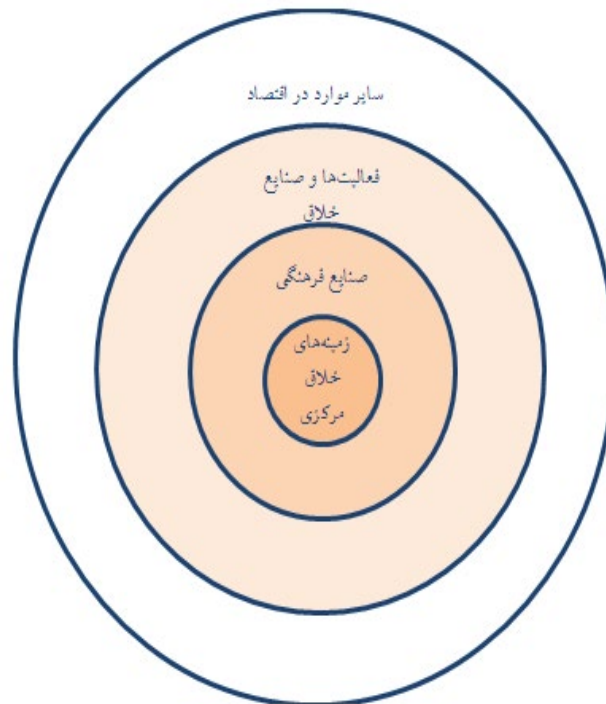 سایر موارد در اقتصاد
فعالیت‌ها و صنایع
خلاق
صنایع فرهنگی
زمینه‌های
خلاق
مرکزی